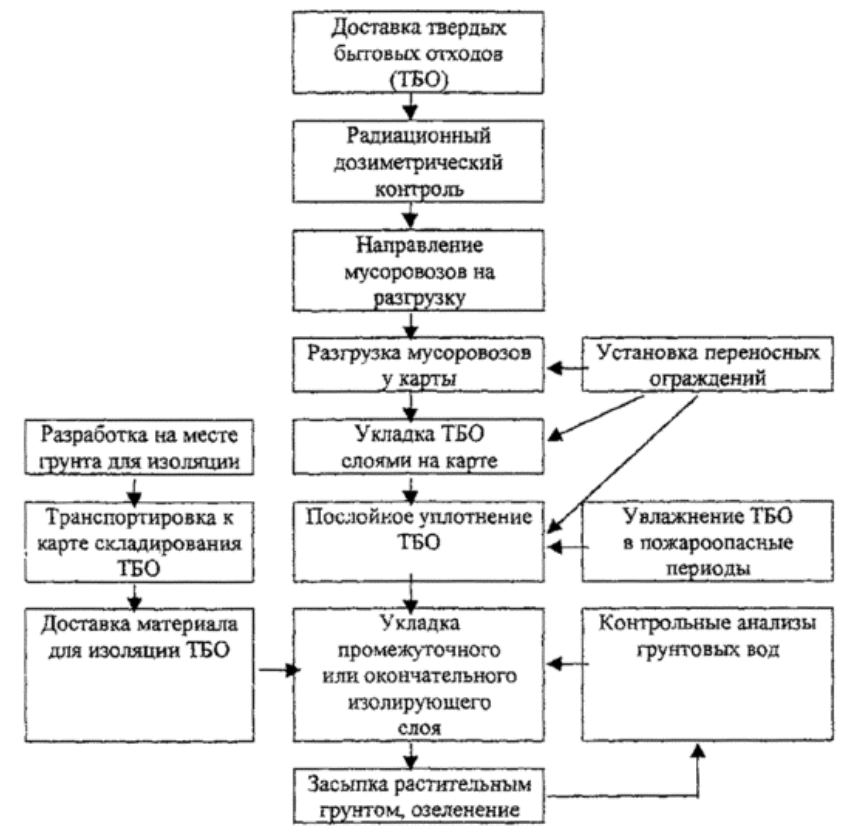 Доставка твердых
бытовых отходов
(ТБО)
Радиационный
дозиметрический
контроль
Направление
мусоровозов на
разгрузку
Разгрузка мусоровозов
у карты
Установка переносных
ограждений
Разработка на месте
грунта для изоляции
Укладка ТБО
слоями на карте
Транспортировка к
карте складирования
ТБО
Послойное уплотнение
ТБО
Увлажнение ТБО
в пожароопасные
периоды
Доставка материала
для изоляции ТБО
Укладка
промежуточного
или окончательного
изолирующего
слоя
Контрольные анализы
грунтовых вод
Засыпка растительным
грунтом, озеленение